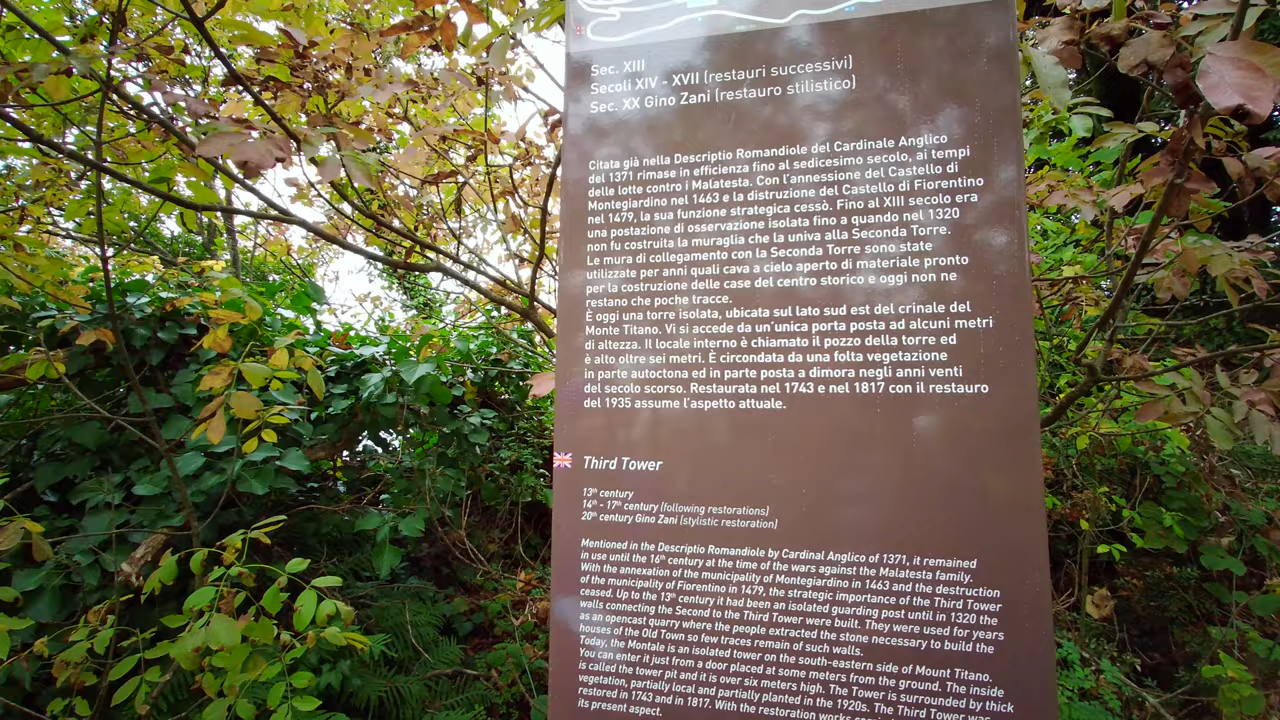 Sec. XIII
Secoli XIV - XVII (restauri successivi)
Sec. XX Gino Zani (restauro stilistico)
Citata già nella Descriptio Romandiole del Cardinale Anglico
del 1371 rimase in efficienza fino al sedicesimo secolo, ai tempi
delle lotte contro i Malatesta. Con l'annessione del Castello di
Montegiardino nel 1463 e la distruzione del Castello di Fiorentino
nel 1479, la sua funzione strategica cessò. Fino al XIII secolo era
una postazione di osservazione isolata fino a quando nel 1320
non fu costruita la muraglia che la univa alla Seconda Torre.
Le mura di collegamento con la Seconda Torre sono state
utilizzate per anni quali cava a cielo aperto di materiale pronto
per la costruzione delle case del centro storico e oggi non ne
restano che poche tracce.
È oggi una torre isolata, ubicata sul lato sud est del crinale del
Monte Titano. Vi si accede da un'unica porta posta ad alcuni metri
di altezza. Il locale interno è chiamato il pozzo della torre ed
è alto oltre sei metri. È circondata da una folta vegetazione
in parte autoctona ed in parte posta a dimora negli anni venti
del secolo scorso. Restaurata nel 1743 e nel 1817 con il restauro
del 1935 assume l'aspetto attuale.
Third Tower
13th century
14th - 17th century (following restorations)
20th century Gino Zani (stylistic restoration)
Mentioned in the Descriptio Romandiole by Cardinal Anglico of 1371, it remained
in use until the 16th century at the time of the wars against the Malatesta family.
With the annexation of the municipality of Montegiardino in 1463 and the destruction
of the municipality of Fiorentino in 1479, the strategic importance of the Third Tower
ceased. Up to the 13th century it had been an isolated guarding post until in 1320 the
walls connecting the Second to the Third Tower were built. They were used for years
as an opencast quarry where the people extracted the stone necessary to build the
houses of the Old Town so few traces remain of such walls.
Today, the Montale is an isolated tower on the south-eastern side of Mount Titano.
You can enter it just from a door placed at some meters from the ground. The inside
is called the tower pit and it is over six meters high. The Tower is surrounded by thick
vegetation, partially local and partially planted in the 1920s. The Third Tower was
restored in 1743 and in 1817. With the restoration works
its present aspect.